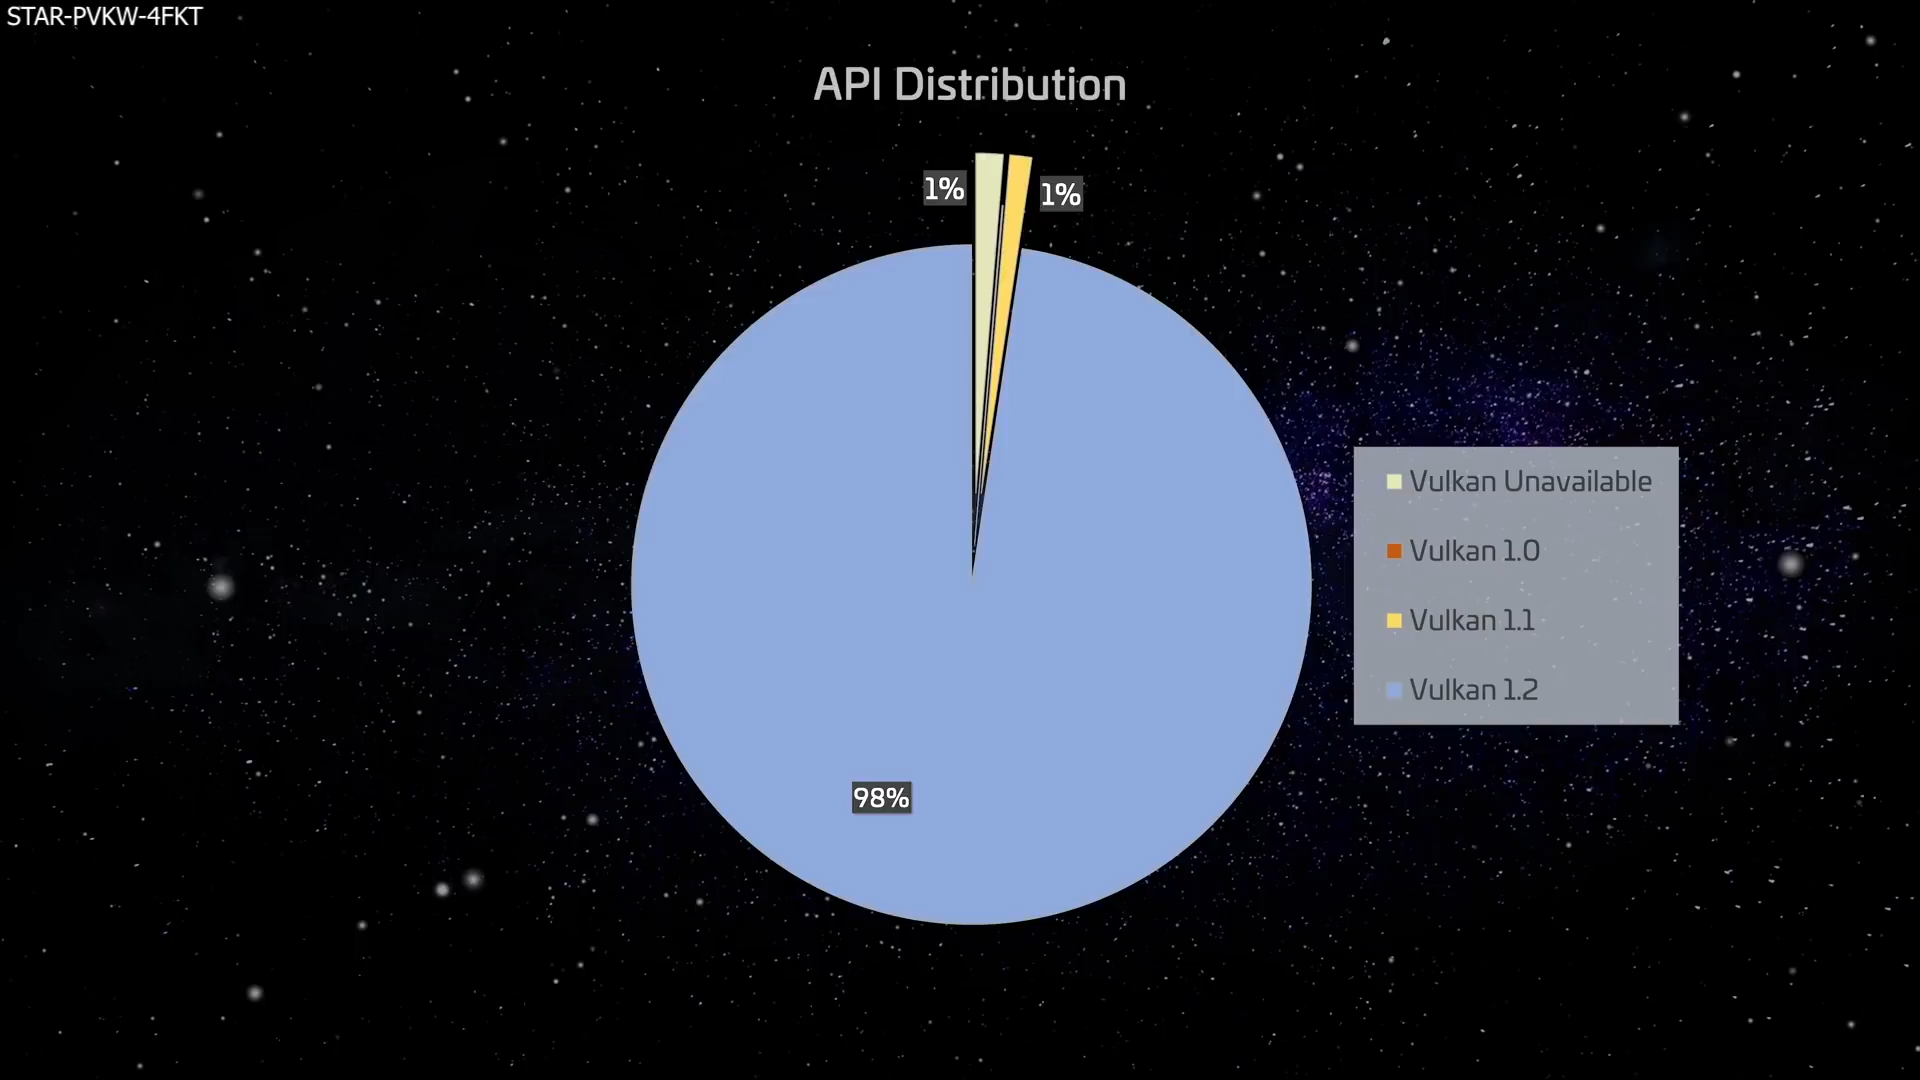 STAR-PVKW-4FKT
API Distribution
1%
1%
98%
Vulkan Unavailable
Vulkan 1.0
Vulkan 1.1
Vulkan 1.2